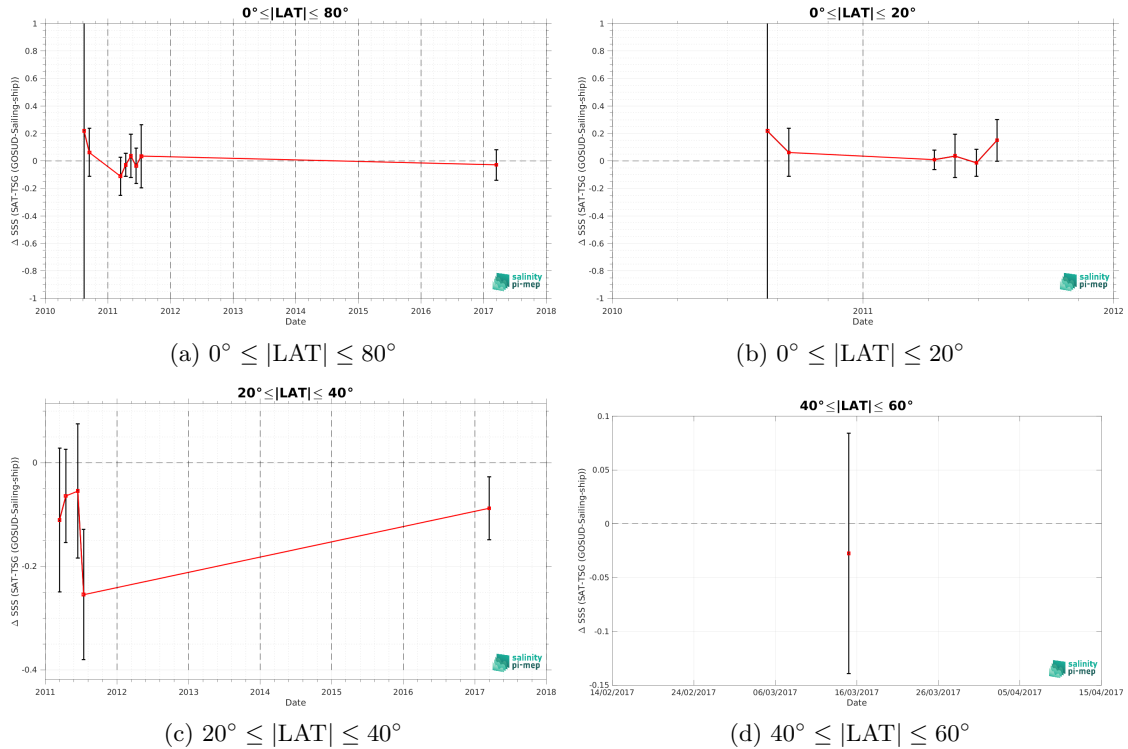 0°≤|LAT|≤ 80°
Δ SSS (SAT-TSG (GOSUD-Sailing-ship))
1
0.8
0.6
0.4
0.2
0
-0.2
-0.4
-0.6
-0.8
-1
2010 2011 2012 2013 2014 2015 2016 2017 2018
Date
salinity
pi-mep
(a) 0° ≤ |LAT| ≤ 80°
0°≤|LAT|≤ 20°
Δ SSS (SAT-TSG (GOSUD-Sailing-ship))
1
0.8
0.6
0.4
0.2
0
-0.2
-0.4
-0.6
-0.8
-1
2010 2011 2012
Date
salinity
pi-mep
(b) 0° ≤ |LAT| ≤ 20°
20°≤|LAT|≤ 40°
Δ SSS (SAT-TSG (GOSUD-Sailing-ship))
0
-0.2
-0.4
2011 2012 2013 2014 2015 2016 2017 2018
Date
salinity
pi-mep
(c) 20° ≤ |LAT| ≤ 40°
40°≤|LAT|≤ 60°
Δ SSS (SAT-TSG (GOSUD-Sailing-ship))
0.1
0.05
0
-0.05
-0.1
-0.15
14/02/2017 24/02/2017 06/03/2017 16/03/2017 26/03/2017 05/04/2017 15/04/2017
Date
salinity
pi-mep
(d) 40° ≤ |LAT| ≤ 60°